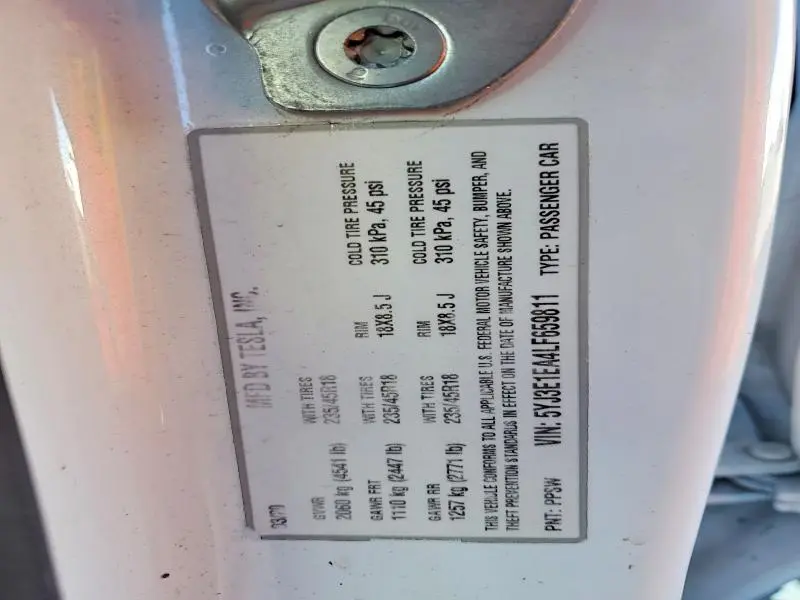 MFD BY TESLA, INC.
03/20
GVWR WITH TIRES
2060 kg (4541 lb) 235/45R18
GAWR FRT WITH TIRES RIM COLD TIRE PRESSURE
1110 kg (2447 lb) 235/45R18 18X8.5 J 310 kPa, 45 psi
GAWR RR WITH TIRES RIM COLD TIRE PRESSURE
1257 kg (2771 lb) 235/45R18 18X8.5 J 310 kPa, 45 psi
THIS VEHICLE CONFORMS TO ALL APPLICABLE U.S. FEDERAL MOTOR VEHICLE SAFETY, BUMPER, AND
THEFT PREVENTION STANDARDS IN EFFECT ON THE DATE OF MANUFACTURE SHOWN ABOVE.
PNT: PPSW VIN: 5YJ3E1EA4LF659811 TYPE: PASSENGER CAR